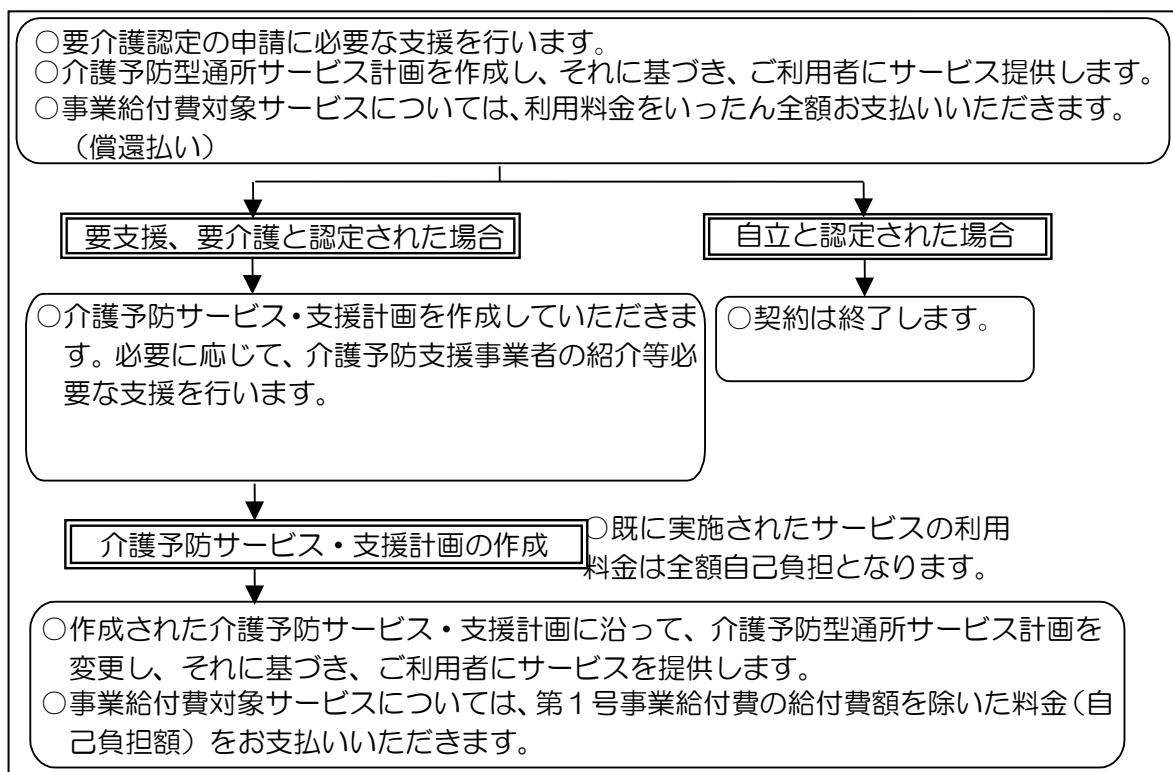 ○要介護認定の申請に必要な支援を行います。
○介護予防型通所サービス計画を作成し、それに基づき、ご利用者にサービス提供します。
○事業給付費対象サービスについては、利用料金をいったん全額お支払いいただきます。
（償還払い）
要支援、要介護と認定された場合
自立と認定された場合
○介護予防サービス・支援計画を作成していただきま
す。必要に応じて、介護予防支援事業者の紹介等必
要な支援を行います。
○契約は終了します。
介護予防サービス・支援計画の作成
○既に実施されたサービスの利用
料金は全額自己負担となります。
○作成された介護予防サービス・支援計画に沿って、介護予防型通所サービス計画を
変更し、それに基づき、ご利用者にサービスを提供します。
○事業給付費対象サービスについては、第１号事業給付費の給付費額を除いた料金（自
己負担額）をお支払いいただきます。